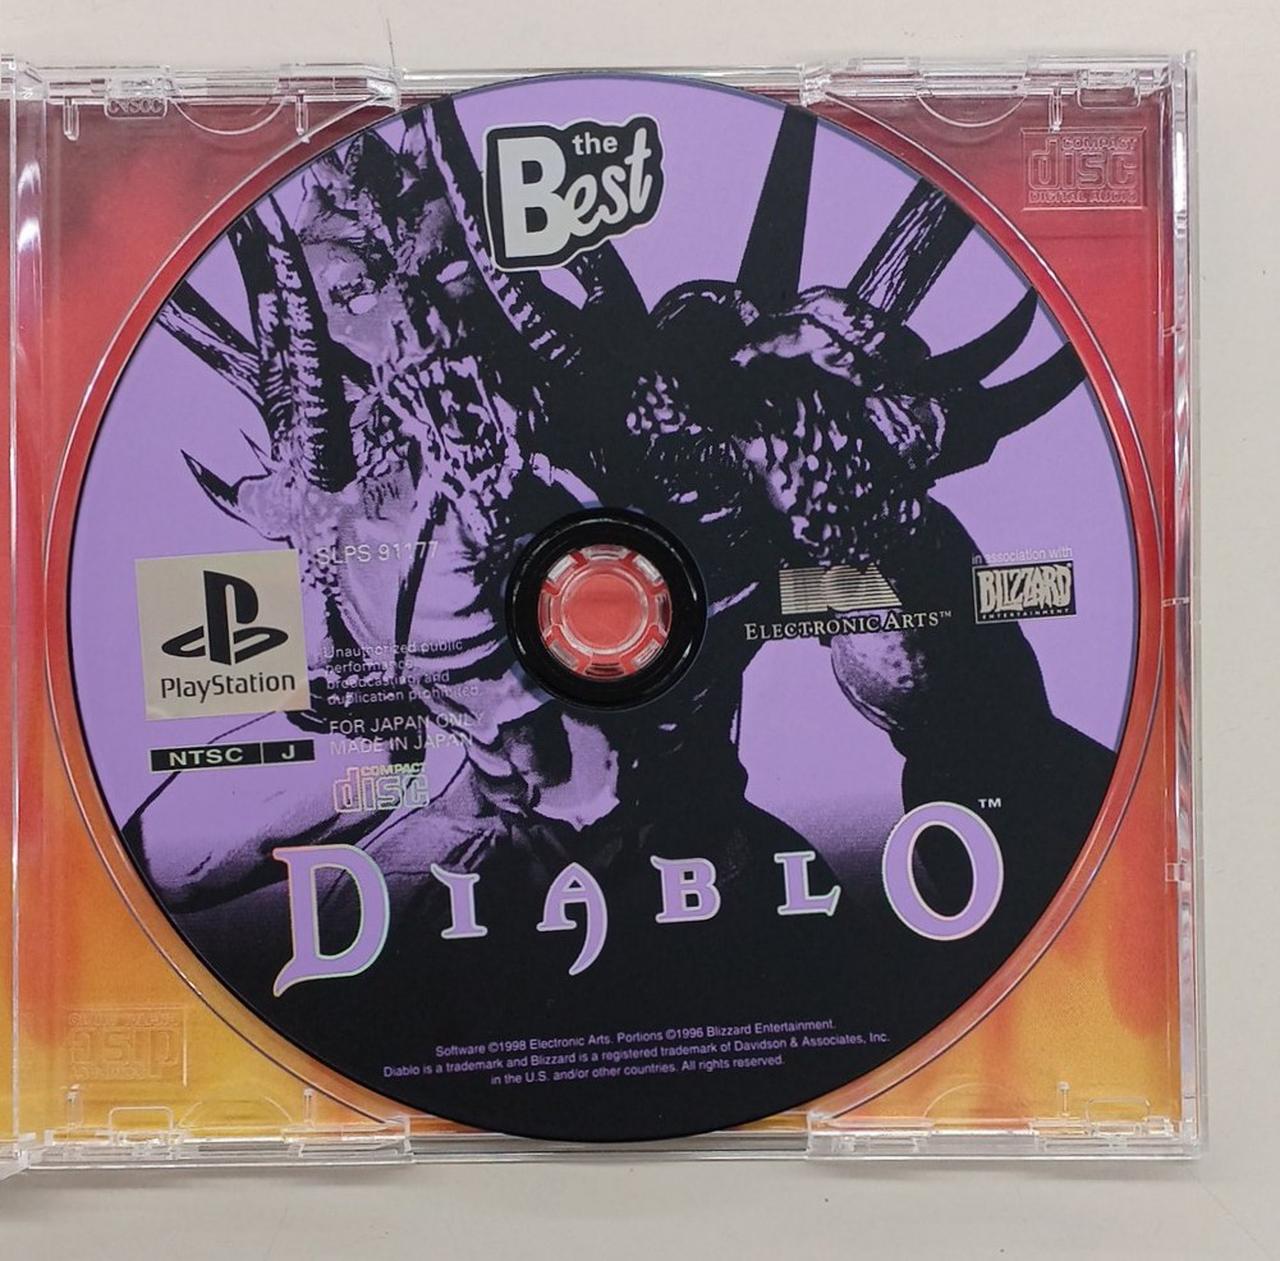 the
Best
COMPACT
disc
DIGITAL AUDIO
SLPS 91177
PlayStation
Unauthorized public
performance,
broadcasting, and
duplication prohibited.
FOR JAPAN ONLY
MADE IN JAPAN
NTSC J
COMPACT
disc
ELECTRONIC ARTS™
in association with
BLIZZARD
ENTERTAINMENT
DIABLO™
Software ©1998 Electronic Arts. Portions ©1996 Blizzard Entertainment.
Diablo is a trademark and Blizzard is a registered trademark of Davidson & Associates, Inc.
in the U.S. and/or other countries. All rights reserved.